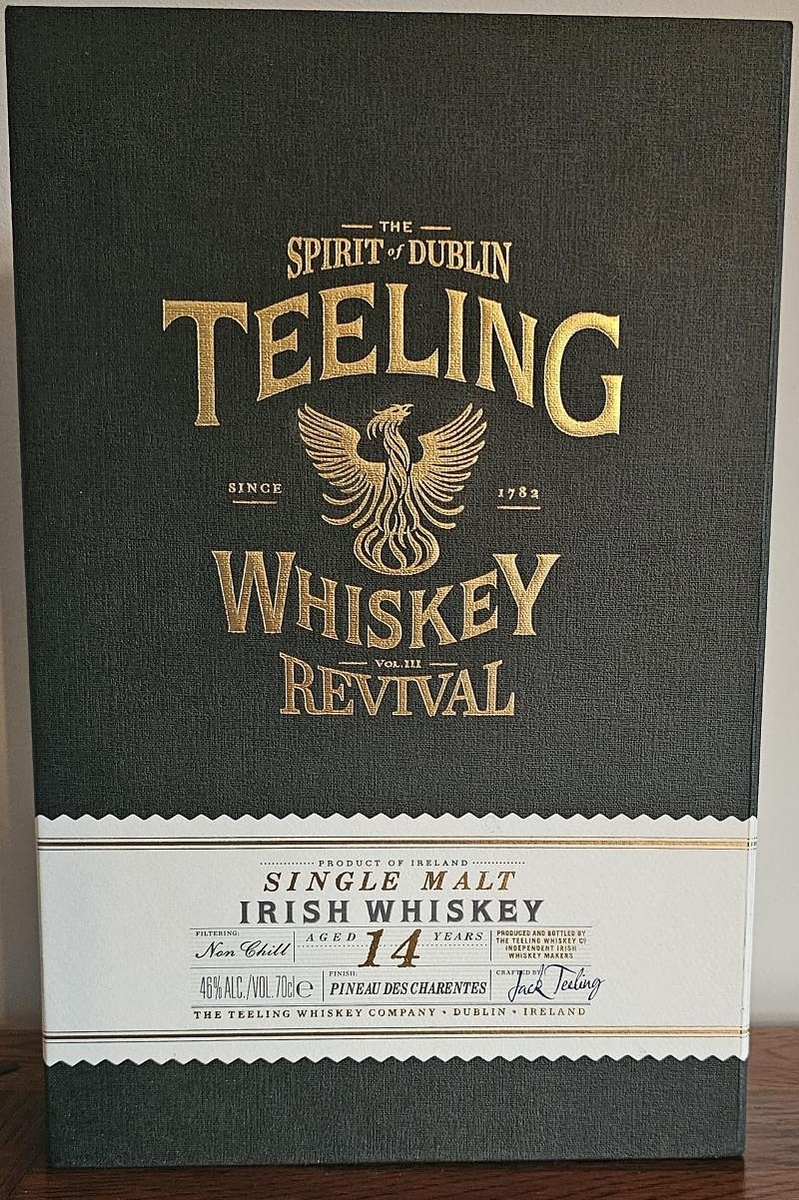 THE
SPIRIT of DUBLIN
TEELING
SINCE 1782
WHISKEY
VOL.III
REVIVAL
PRODUCT OF IRELAND
SINGLE MALT
IRISH WHISKEY
FILTERING:
Non Chill
AGED 14 YEARS
PRODUCED AND BOTTLED BY
THE TEELING WHISKEY Co
INDEPENDENT IRISH
WHISKEY MAKERS
46% ALC./VOL. 70cl e
FINISH:
PINEAU DES CHARENTES
CRAFTED BY
Jack Teeling
THE TEELING WHISKEY COMPANY • DUBLIN • IRELAND